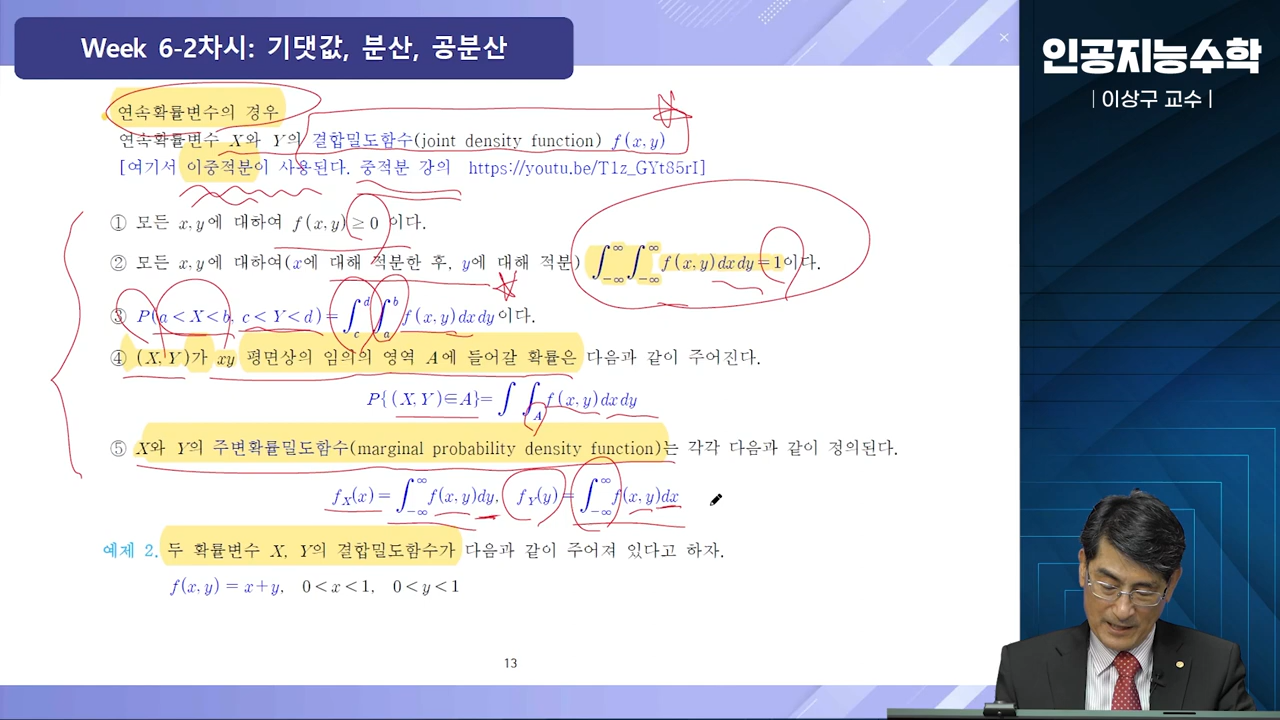 Week 6-2차시: 기댓값, 분산, 공분산
인공지능수학
| 이상구 교수 |
연속확률변수의 경우
연속확률변수 X와 Y의 결합밀도함수(joint density function) f(x,y)
[여기서 이중적분이 사용된다. 중적분 강의 https://youtu.be/T1z_GYt85rI]
① 모든 x,y에 대하여 f(x,y) ≥ 0 이다.
② 모든 x,y에 대하여(x에 대해 적분한 후, y에 대해 적분) ∫_{-∞}^{∞} ∫_{-∞}^{∞} f(x,y)dxdy=1이다.
③ P(a<X<b, c<Y<d) = ∫_c^d ∫_a^b f(x,y)dxdy이다.
④ (X,Y)가 xy 평면상의 임의의 영역 A에 들어갈 확률은 다음과 같이 주어진다.
P{(X,Y)∈A} = ∫∫_A f(x,y)dxdy
⑤ X와 Y의 주변확률밀도함수(marginal probability density function)는 각각 다음과 같이 정의된다.
f_X(x) = ∫_{-∞}^{∞} f(x,y)dy, f_Y(y) = ∫_{-∞}^{∞} f(x,y)dx
예제 2. 두 확률변수 X, Y의 결합밀도함수가 다음과 같이 주어져 있다고 하자.
f(x,y) = x+y, 0<x<1, 0<y<1
13